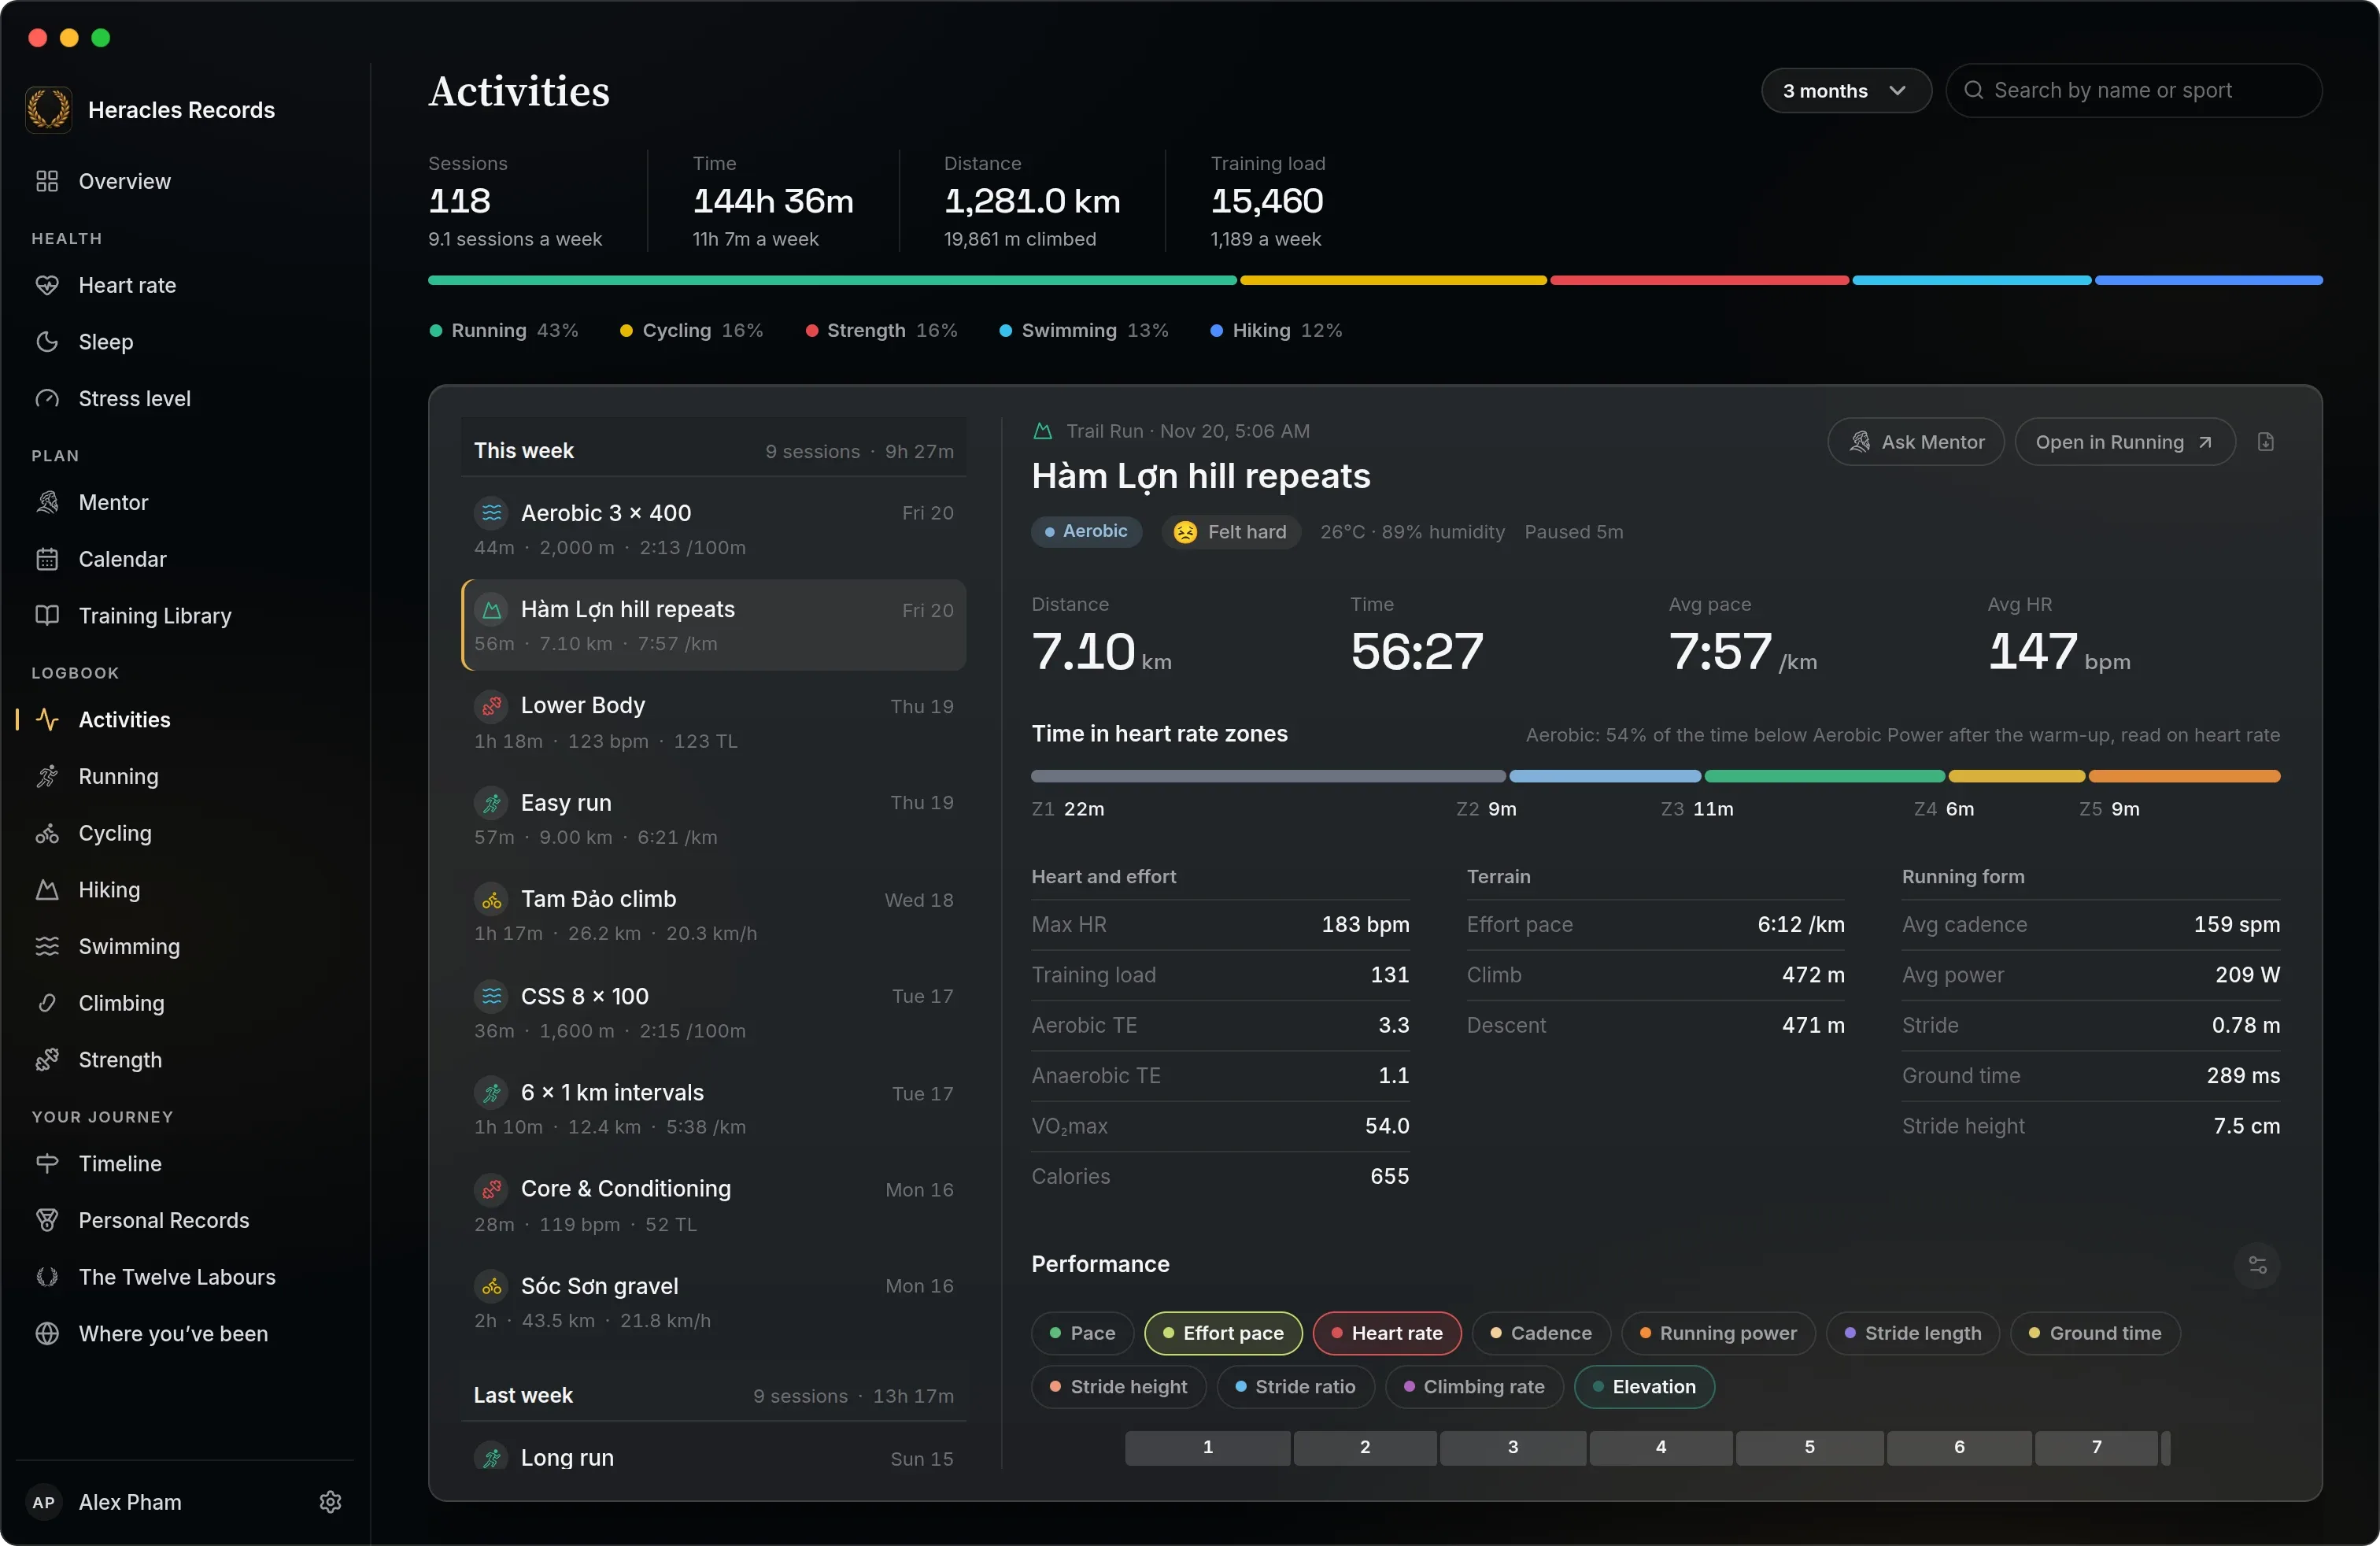 Heracles Records
Overview
HEALTH
Heart rate
Sleep
Stress level
PLAN
Mentor
Calendar
Training Library
LOGBOOK
Activities
Running
Cycling
Hiking
Swimming
Climbing
Strength
YOUR JOURNEY
Timeline
Personal Records
The Twelve Labours
Where you’ve been
AP Alex Pham
Activities
3 months
Search by name or sport
Sessions Time Distance Training load
118 144h 36m 1,281.0 km 15,460
9.1 sessions a week 11h 7m a week 19,861 m climbed 1,189 a week
Running 43% Cycling 16% Strength 16% Swimming 13% Hiking 12%
This week 9 sessions · 9h 27m
Aerobic 3 × 400 Fri 20
44m · 2,000 m · 2:13 /100m
Hàm Lợn hill repeats Fri 20
56m · 7.10 km · 7:57 /km
Lower Body Thu 19
1h 18m · 123 bpm · 123 TL
Easy run Thu 19
57m · 9.00 km · 6:21 /km
Tam Đảo climb Wed 18
1h 17m · 26.2 km · 20.3 km/h
CSS 8 × 100 Tue 17
36m · 1,600 m · 2:15 /100m
6 × 1 km intervals Tue 17
1h 10m · 12.4 km · 5:38 /km
Core & Conditioning Mon 16
28m · 119 bpm · 52 TL
Sóc Sơn gravel Mon 16
2h · 43.5 km · 21.8 km/h
Last week 9 sessions · 13h 17m
Long run Sun 15
Trail Run · Nov 20, 5:06 AM
Ask Mentor
Open in Running
Hàm Lợn hill repeats
Aerobic Felt hard 26°C · 89% humidity Paused 5m
Distance Time Avg pace Avg HR
7.10 km 56:27 7:57 /km 147 bpm
Time in heart rate zones Aerobic: 54% of the time below Aerobic Power after the warm-up, read on heart rate
Z1 22m Z2 9m Z3 11m Z4 6m Z5 9m
Heart and effort
Max HR 183 bpm
Training load 131
Aerobic TE 3.3
Anaerobic TE 1.1
VO₂max 54.0
Calories 655
Terrain
Effort pace 6:12 /km
Climb 472 m
Descent 471 m
Running form
Avg cadence 159 spm
Avg power 209 W
Stride 0.78 m
Ground time 289 ms
Stride height 7.5 cm
Performance
Pace Effort pace Heart rate Cadence Running power Stride length Ground time
Stride height Stride ratio Climbing rate Elevation
1 2 3 4 5 6 7